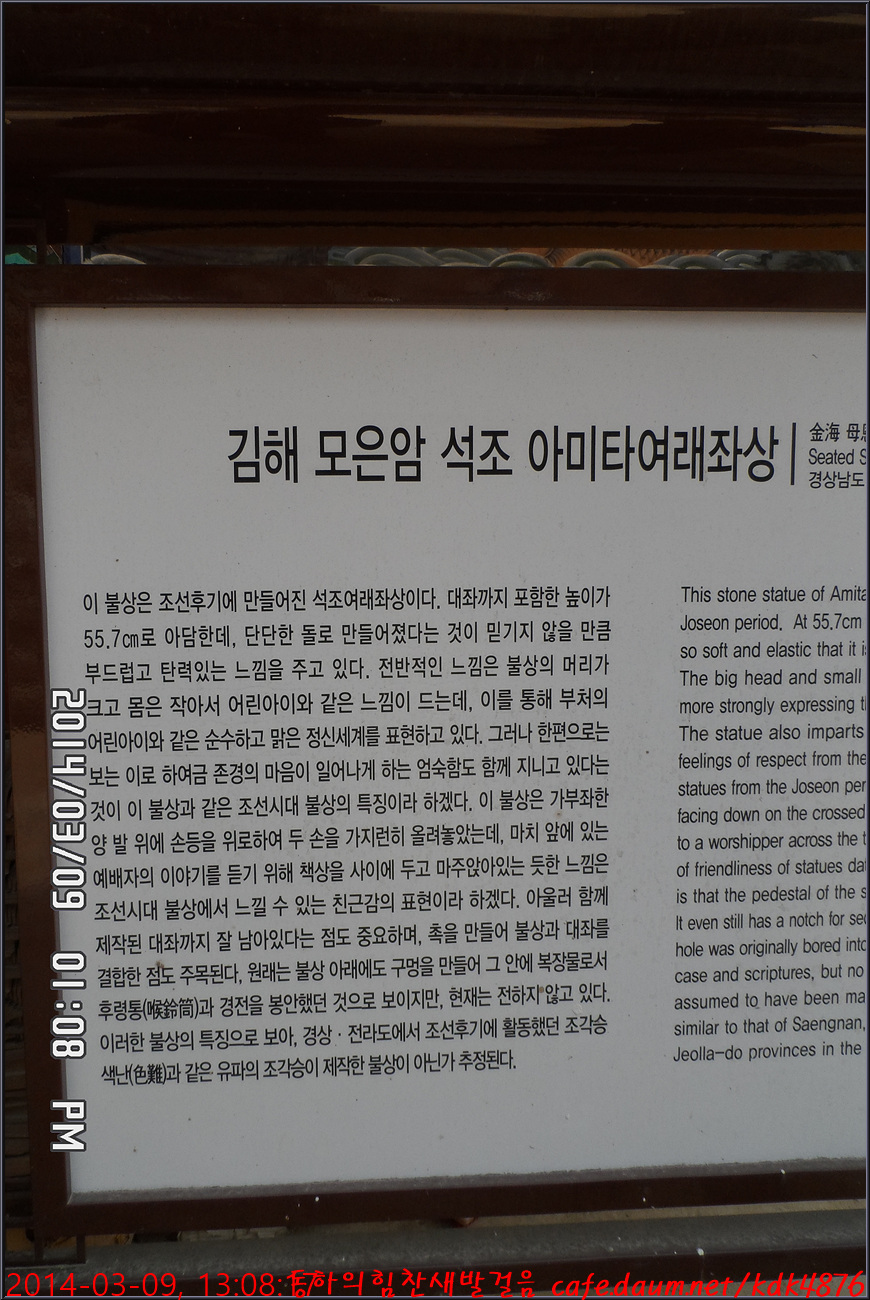 김해 모은암 석조 아미타여래좌상
金海 母
Seated
경상남도
이 불상은 조선후기에 만들어진 석조여래좌상이다. 대좌까지 포함한 높이가
55.7㎝로 아담한데, 단단한 돌로 만들어졌다는 것이 믿기지 않을 만큼
부드럽고 탄력있는 느낌을 주고 있다. 전반적인 느낌은 불상의 머리가
크고 몸은 작아서 어린아이와 같은 느낌이 드는데, 이를 통해 부처의
어린아이와 같은 순수하고 맑은 정신세계를 표현하고 있다. 그러나 한편으로는
보는 이로 하여금 존경의 마음이 일어나게 하는 엄숙함도 함께 지니고 있다는
것이 이 불상과 같은 조선시대 불상의 특징이라 하겠다. 이 불상은 가부좌한
양 발 위에 손등을 위로하여 두 손을 가지런히 올려놓았는데, 마치 앞에 있는
예배자의 이야기를 듣기 위해 책상을 사이에 두고 마주앉아있는 듯한 느낌은
조선시대 불상에서 느낄 수 있는 친근감의 표현이라 하겠다. 아울러 함께
제작된 대좌까지 잘 남아있다는 점도 중요하며, 촉을 만들어 불상과 대좌를
결합한 점도 주목된다, 원래는 불상 아래에도 구멍을 만들어 그 안에 복장물로서
후령통(喉鈴筒)과 경전을 봉안했던 것으로 보이지만, 현재는 전하지 않고 있다.
이러한 불상의 특징으로 보아, 경상 · 전라도에서 조선후기에 활동했던 조각승
색난(色難)과 같은 유파의 조각승이 제작한 불상이 아닌가 추정된다.
This stone statue of
Joseon period. At 55.7cm
so soft and elastic that it
The big head and small
more strongly expressing
The statue also imparts
feelings of respect from the
statues from the Joseon
facing down on the crossed
to a worshipper across the
of friendliness of statues
is that the pedestal of the
It even still has a notch for
hole was originally bored
case and scriptures, but no
assumed to have been
similar to that of Saengnan,
Jeolla-do provinces in the
2014/03/09 01:08 PM
2014-03-09, 13:08: 동하의힘찬새발걸음 cafe.daum.net/kdk4876